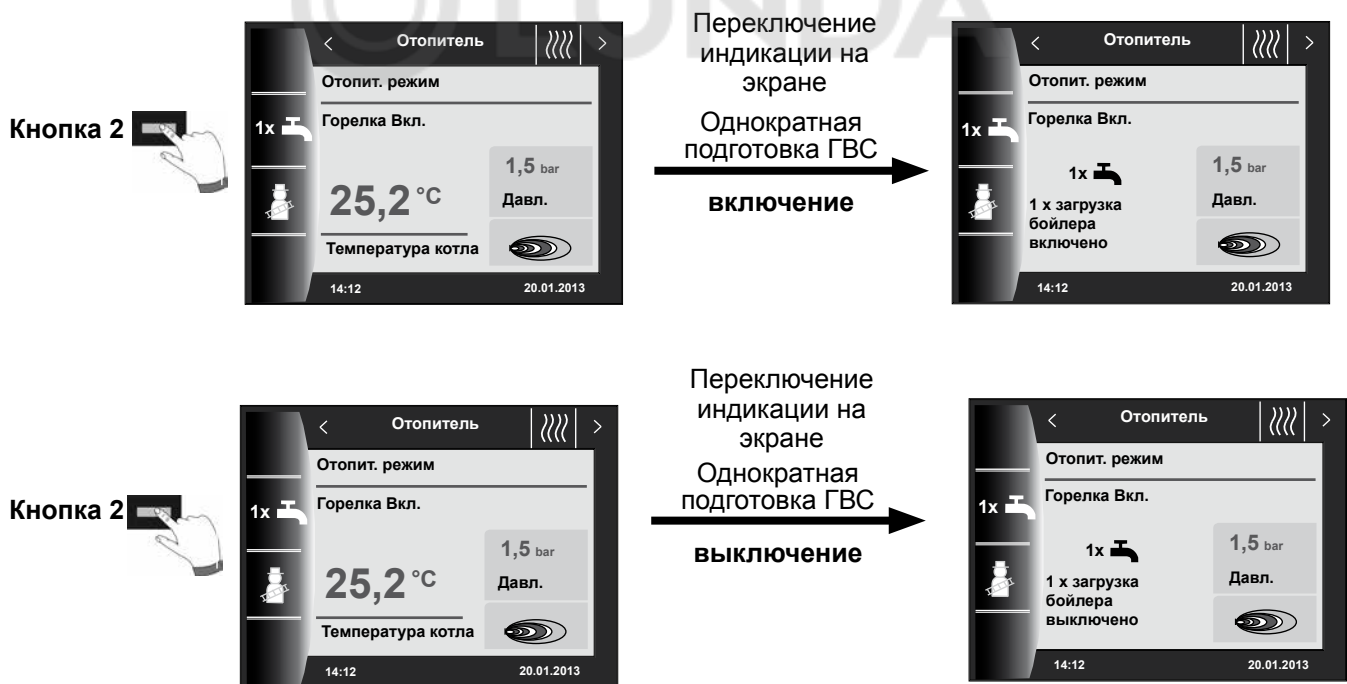 LUNDA
Кнопка 2
< Отопитель >
Отопит. режим
1x
Горелка Вкл.
1,5 bar
25,2 °C
Давл.
Температура котла
14:12 20.01.2013
Переключение
индикации на
экране
Однократная
подготовка ГВС
включение
< Отопитель >
Отопит. режим
1x
Горелка Вкл.
1x
1,5 bar
1 x загрузка
бойлера
включено
Давл.
14:12 20.01.2013
Кнопка 2
< Отопитель >
Отопит. режим
1x
Горелка Вкл.
1,5 bar
25,2 °C
Давл.
Температура котла
14:12 20.01.2013
Переключение
индикации на
экране
Однократная
подготовка ГВС
выключение
< Отопитель >
Отопит. режим
1x
Горелка Вкл.
1x
1,5 bar
1 x загрузка
бойлера
выключено
Давл.
14:12 20.01.2013